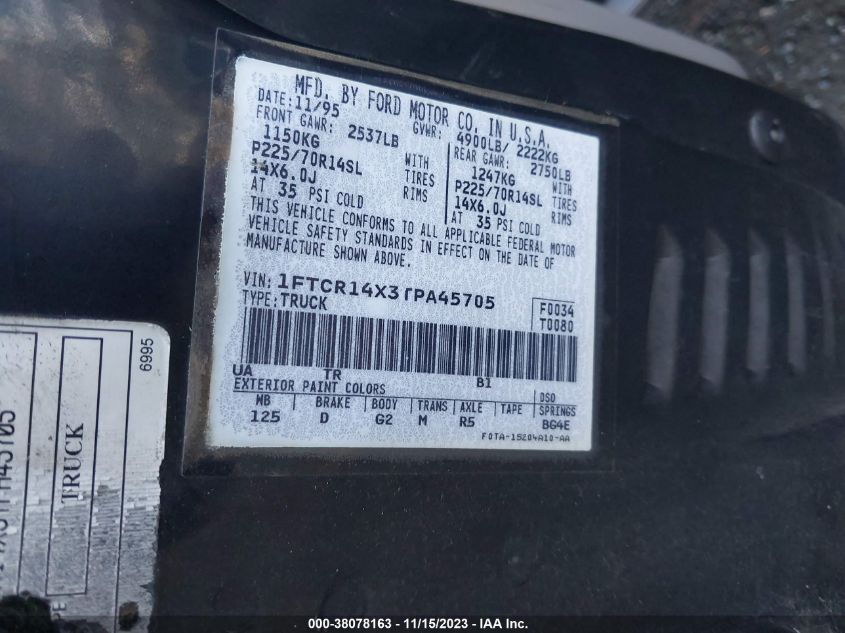 MFD. BY FORD MOTOR CO. IN U.S.A.
DATE: 11/95 GVWR: 4900LB/ 2222KG
FRONT GAWR: 2537LB REAR GAWR: 2750LB
1150KG WITH 1247KG WITH
P225/70R14SL TIRES P225/70R14SL TIRES
14X6.0J RIMS 14X6.0J RIMS
AT 35 PSI COLD AT 35 PSI COLD
THIS VEHICLE CONFORMS TO ALL APPLICABLE FEDERAL MOTOR
VEHICLE SAFETY STANDARDS IN EFFECT ON THE DATE OF
MANUFACTURE SHOWN ABOVE.
VIN: 1FTCR14X3TPA45705
TYPE: TRUCK
F0034
T0080
UA TR B1
EXTERIOR PAINT COLORS DSO
WB BRAKE BODY TRANS AXLE TAPE SPRINGS
125 D G2 M R5 BG4E
F0TA-15204A10-AA
6995
TRUCK
000-38078163 - 11/15/2023 - IAA Inc.